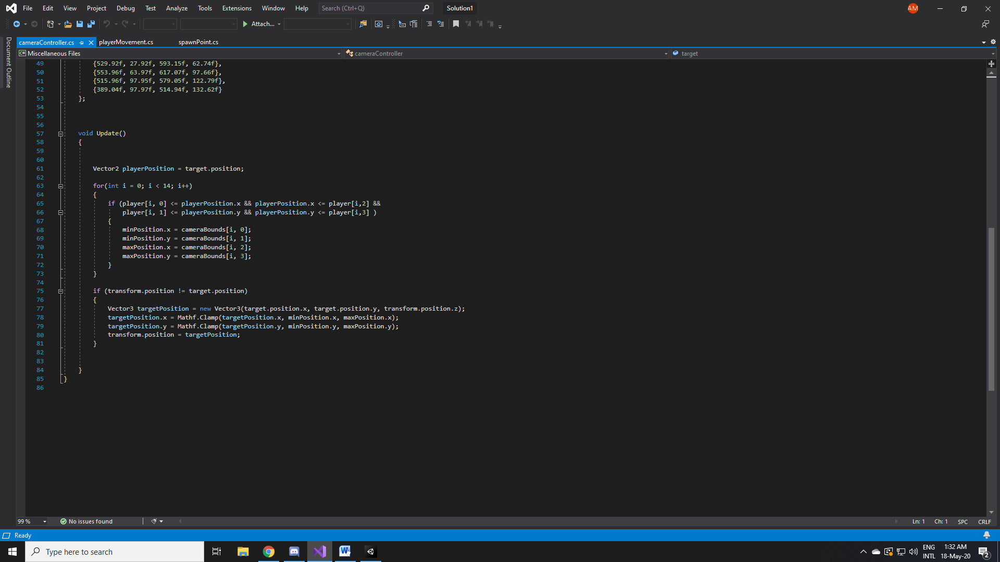 File Edit View Project Debug Test Analyze Tools Extensions Window Help Search (Ctrl+Q) Solution1 AM
Attach...
Document Outline
cameraController.cs playerMovement.cs spawnPoint.cs
C# Miscellaneous Files cameraController target
49 {529.92f, 27.92f, 593.15f, 62.74f},
50 {553.96f, 63.97f, 617.07f, 97.66f},
51 {515.96f, 97.95f, 579.05f, 122.79f},
52 {389.04f, 97.97f, 514.94f, 132.62f}
53 };
54
55
56
57 void Update()
58 {
59
60
61 Vector2 playerPosition = target.position;
62
63 for(int i = 0; i < 14; i++)
64 {
65 if (player[i, 0] <= playerPosition.x && playerPosition.x <= player[i,2] &&
66 player[i, 1] <= playerPosition.y && playerPosition.y <= player[i,3] )
67 {
68 minPosition.x = cameraBounds[i, 0];
69 minPosition.y = cameraBounds[i, 1];
70 maxPosition.x = cameraBounds[i, 2];
71 maxPosition.y = cameraBounds[i, 3];
72 }
73 }
74
75 if (transform.position != target.position)
76 {
77 Vector3 targetPosition = new Vector3(target.position.x, target.position.y, transform.position.z);
78 targetPosition.x = Mathf.Clamp(targetPosition.x, minPosition.x, maxPosition.x);
79 targetPosition.y = Mathf.Clamp(targetPosition.y, minPosition.y, maxPosition.y);
80 transform.position = targetPosition;
81 }
82
83
84 }
85 }
86
99 % No issues found Ln: 1 Ch: 1 SPC CRLF
Ready
Type here to search
ENG 1:32 AM
INTL 18-May-20 2